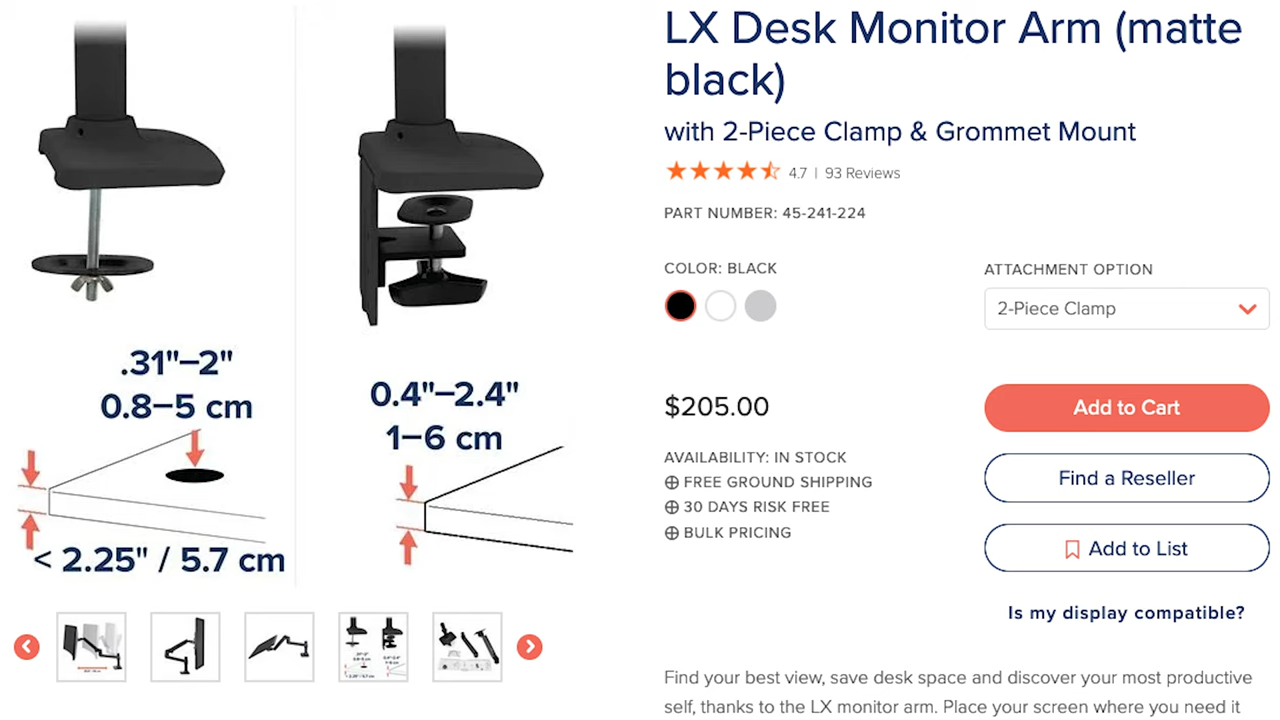 .31"–2"
0.8–5 cm
< 2.25" / 5.7 cm
0.4"–2.4"
1–6 cm
LX Desk Monitor Arm (matte
black)
with 2-Piece Clamp & Grommet Mount
4.7 | 93 Reviews
PART NUMBER: 45-241-224
COLOR: BLACK
ATTACHMENT OPTION
2-Piece Clamp
$205.00
Add to Cart
AVAILABILITY: IN STOCK
FREE GROUND SHIPPING
30 DAYS RISK FREE
BULK PRICING
Find a Reseller
Add to List
Is my display compatible?
Find your best view, save desk space and discover your most productive
self, thanks to the LX monitor arm. Place your screen where you need it